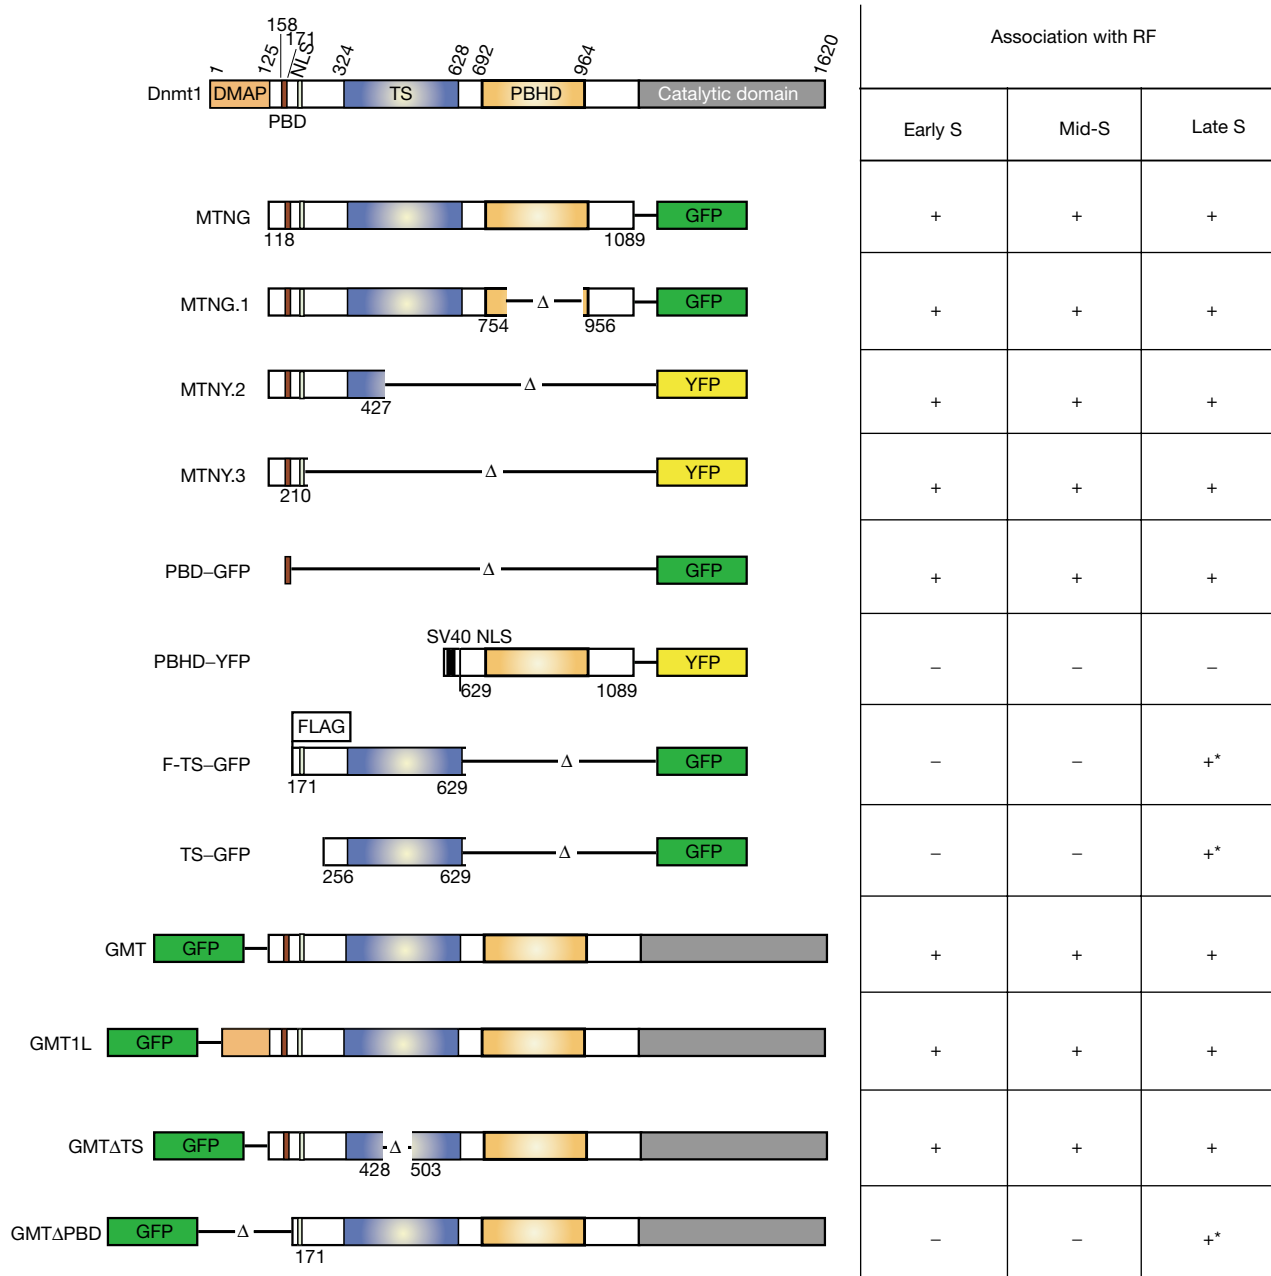 158
171
1 125 NLS 324 628 692 964 1620
Dnmt1 DMAP TS PBHD Catalytic domain
PBD
Association with RF
Early S Mid-S Late S
MTNG GFP + + +
118 1089
MTNG.1 Δ GFP + + +
754 956
MTNY.2 Δ YFP + + +
427
MTNY.3 Δ YFP + + +
210
PBD–GFP Δ GFP + + +
SV40 NLS
PBHD–YFP YFP – – –
629 1089
FLAG
F-TS–GFP Δ GFP – – +*
171 629
TS–GFP Δ GFP – – +*
256 629
GMT GFP + + +
GMT1L GFP + + +
GMTΔTS GFP Δ + + +
428 503
GMTΔPBD GFP Δ – – +*
171